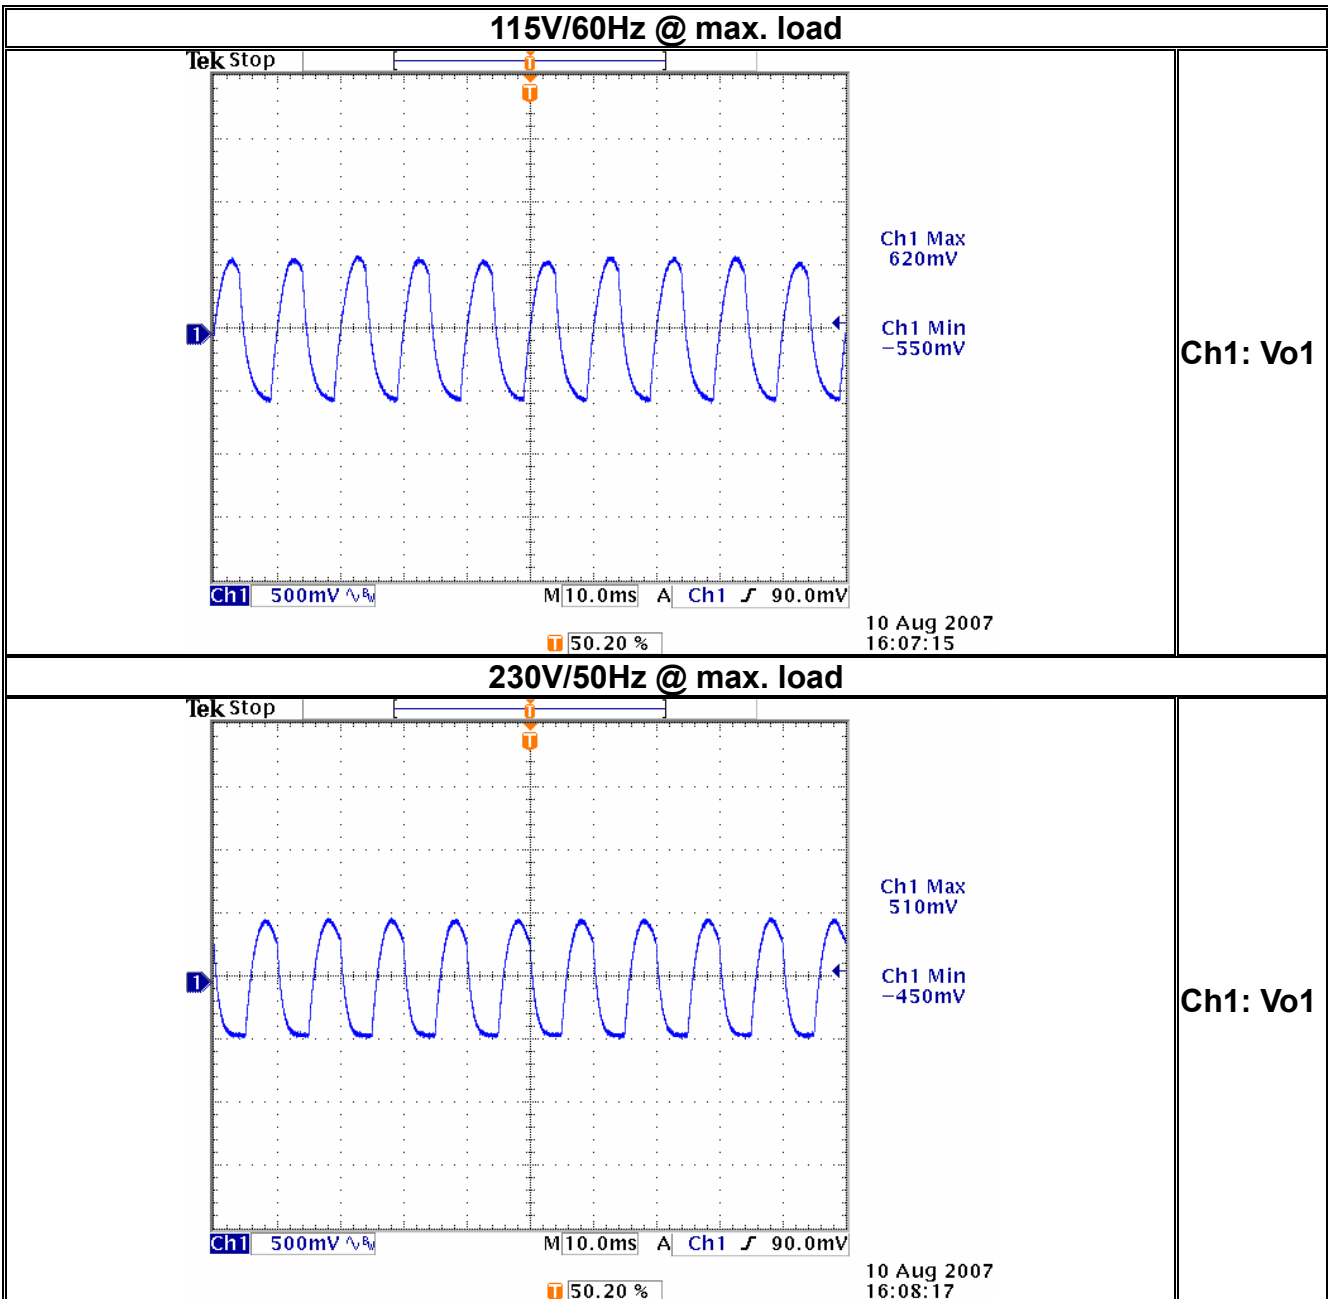 115V/60Hz @ max. load
Tek Stop
T
T
Ch1 Max
620mV
1
Ch1 Min
−550mV
Ch1: Vo1
Ch1 500mV M 10.0ms A Ch1 90.0mV
10 Aug 2007
16:07:15
T 50.20 %
230V/50Hz @ max. load
Tek Stop
T
T
Ch1 Max
510mV
1
Ch1 Min
−450mV
Ch1: Vo1
Ch1 500mV M 10.0ms A Ch1 90.0mV
10 Aug 2007
16:08:17
T 50.20 %